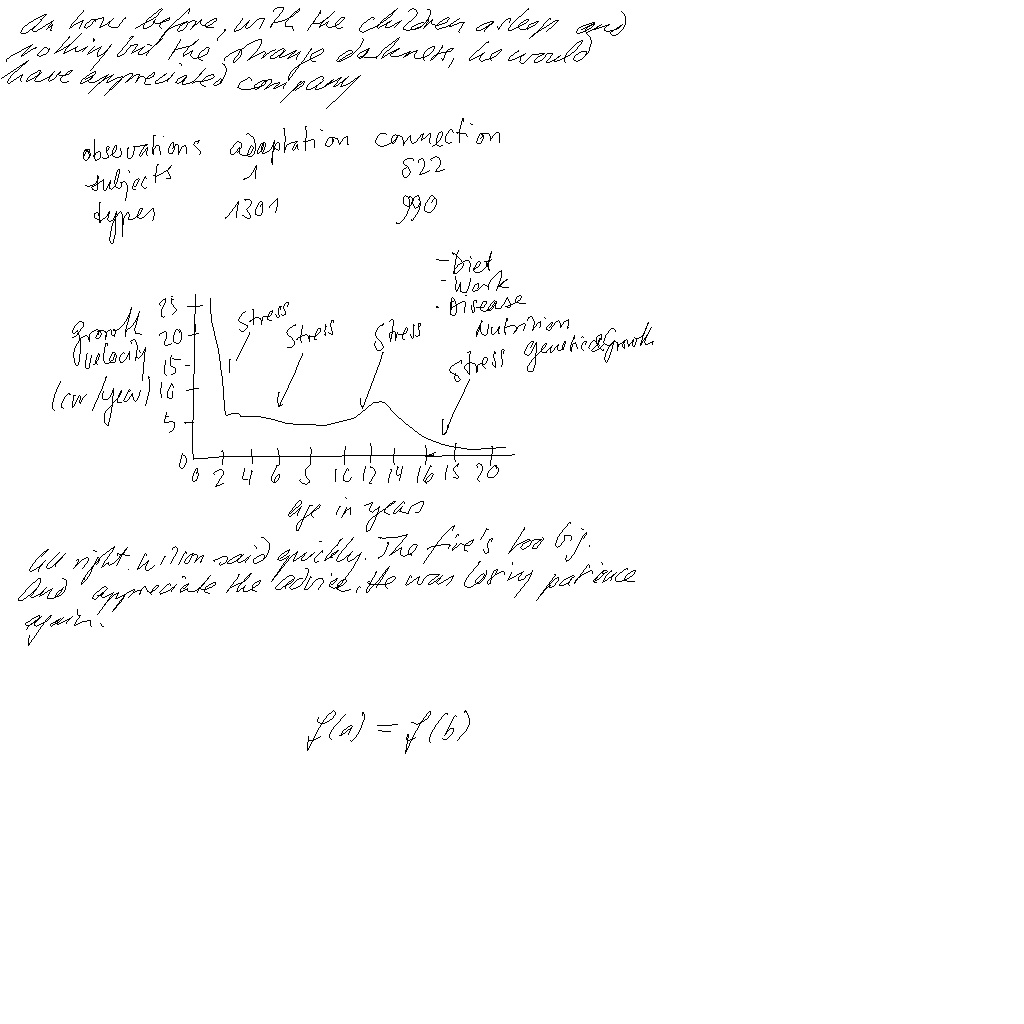 an hour before, with the children asleep and
nothing but the strange darkness, he would
have appreciated company
observations adaptation connection
subjects 1 822
types 1301 990
- Diet
- Work
- Disease
Nutrition
genetics growth
Stress
Stress
Stress
Stress
growth
velocity
(cm/year)
25
20
15
10
5
0
0 2 4 6 8 10 12 14 16 18 20
age in years
All right. Wilson said quickly. The fire's too big.
And appreciate the advice. He was losing patience
again.
f(a) = f(b)